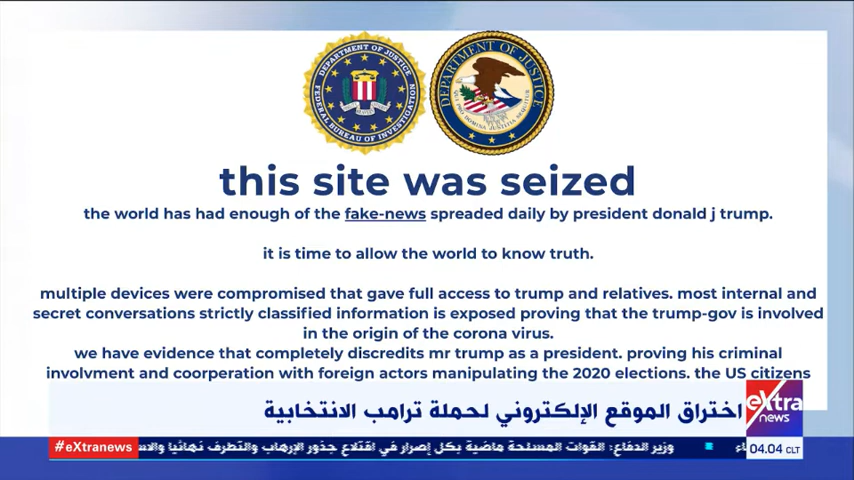 DEPARTMENT OF JUSTICE
FEDERAL BUREAU OF INVESTIGATION
DEPARTMENT OF JUSTICE
QUI PRO DOMINA JUSTITIA SEQUITUR
this site was seized
the world has had enough of the fake-news spreaded daily by president donald j trump.
it is time to allow the world to know truth.
multiple devices were compromised that gave full access to trump and relatives. most internal and
secret conversations strictly classified information is exposed proving that the trump-gov is involved
in the origin of the corona virus.
we have evidence that completely discredits mr trump as a president. proving his criminal
involvment and coorperation with foreign actors manipulating the 2020 elections. the US citizens
اختراق الموقع الإلكتروني لحملة ترامب الانتخابية
eXtra
news
#eXtranews
وزير الدفاع: القوات المسلحة ماضية بكل إصرار في اقتلاع جذور الإرهاب والتطرف نهائيا
04.04 CLT